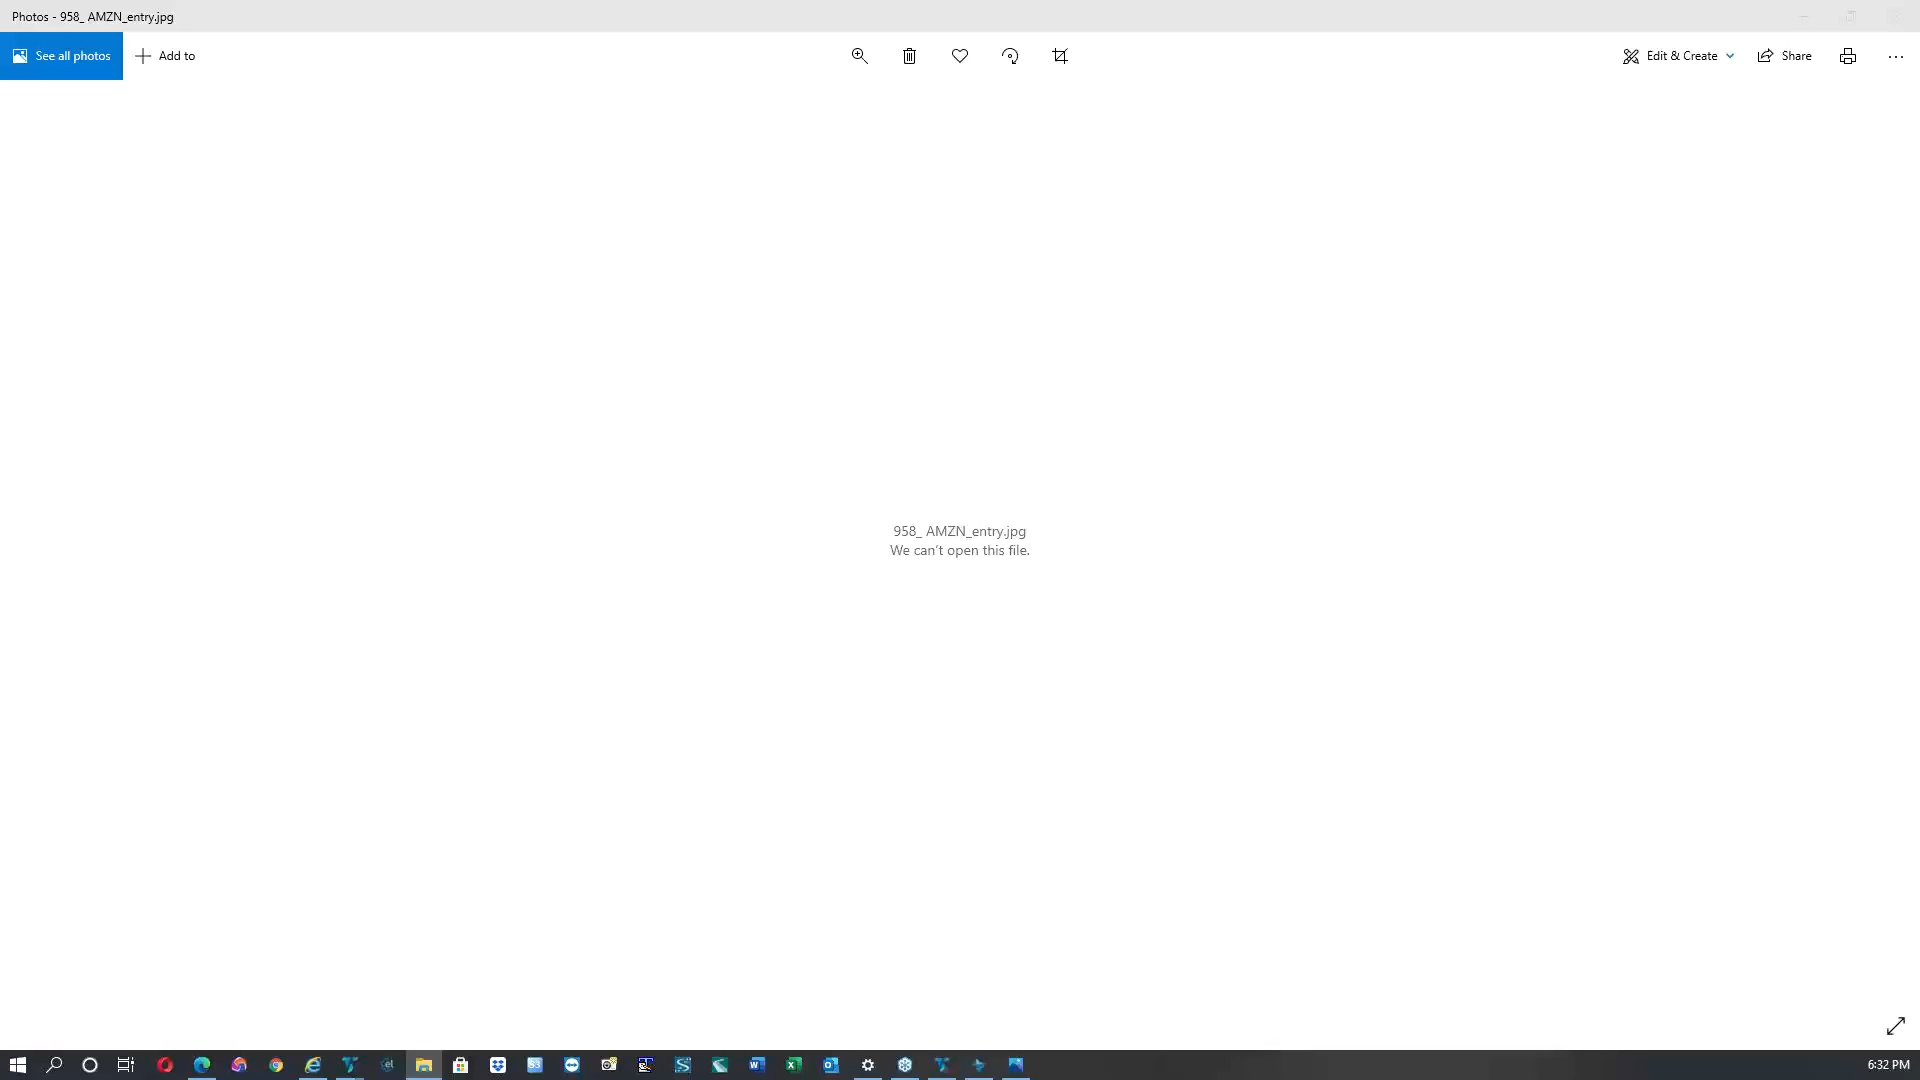 Photos - 958_ AMZN_entry.jpg
See all photos
Add to
Edit & Create
Share
958_ AMZN_entry.jpg
We can't open this file.
6:32 PM